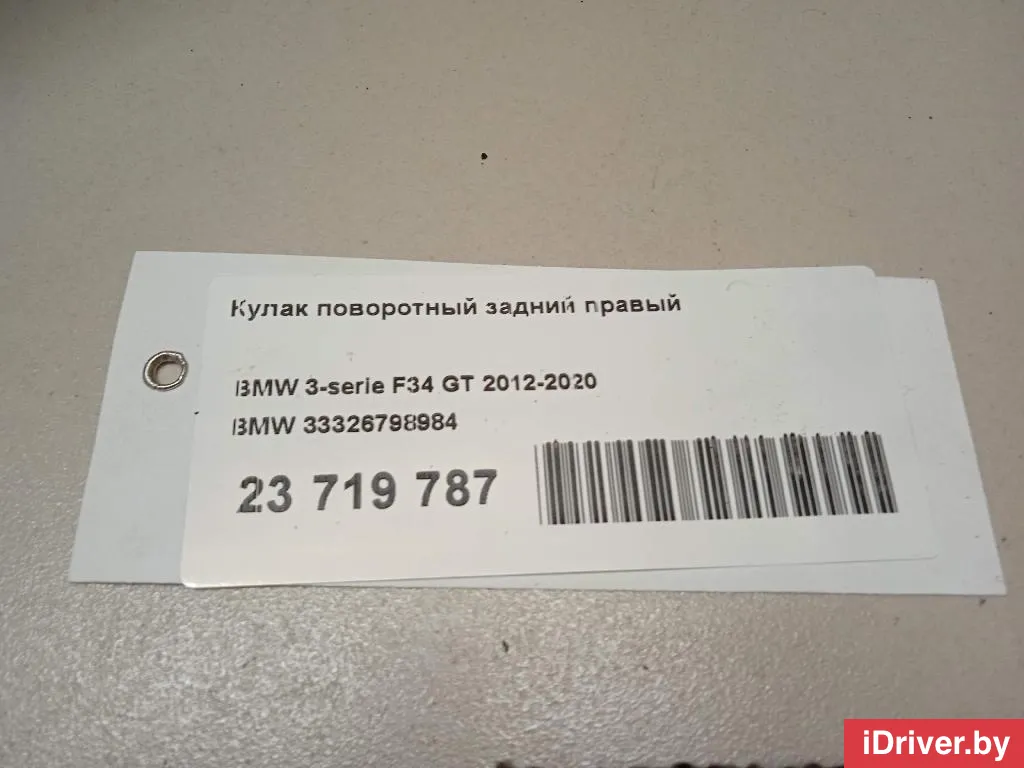 Кулак поворотный задний правый
BMW 3-serie F34 GT 2012-2020
BMW 33326798984
23 719 787
iDriver.by